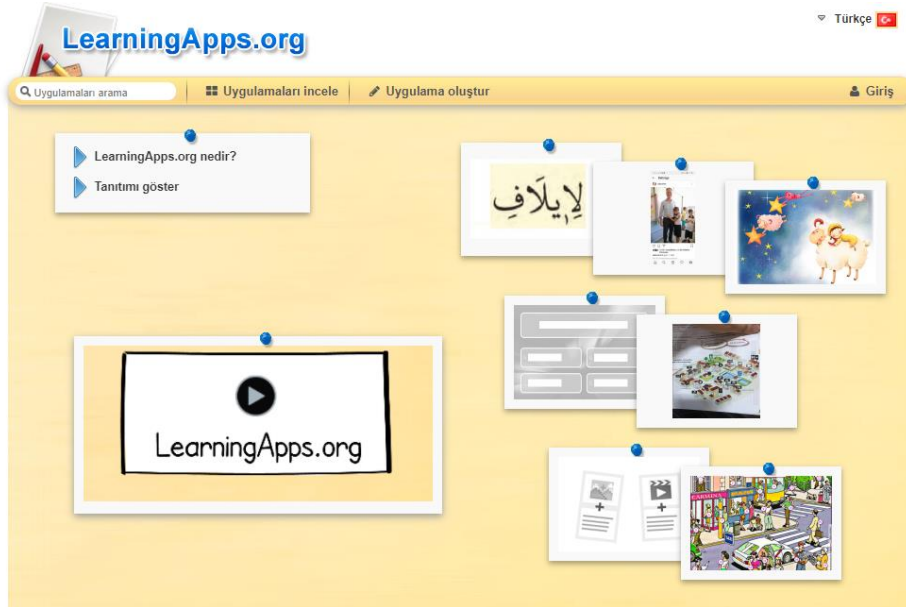 LearningApps.org
Türkçe
Uygulamaları arama
Uygulamaları incele
Uygulama oluştur
Giriş
LearningApps.org nedir?
Tanıtımı göster
لِإِيلَافِ
LearningApps.org